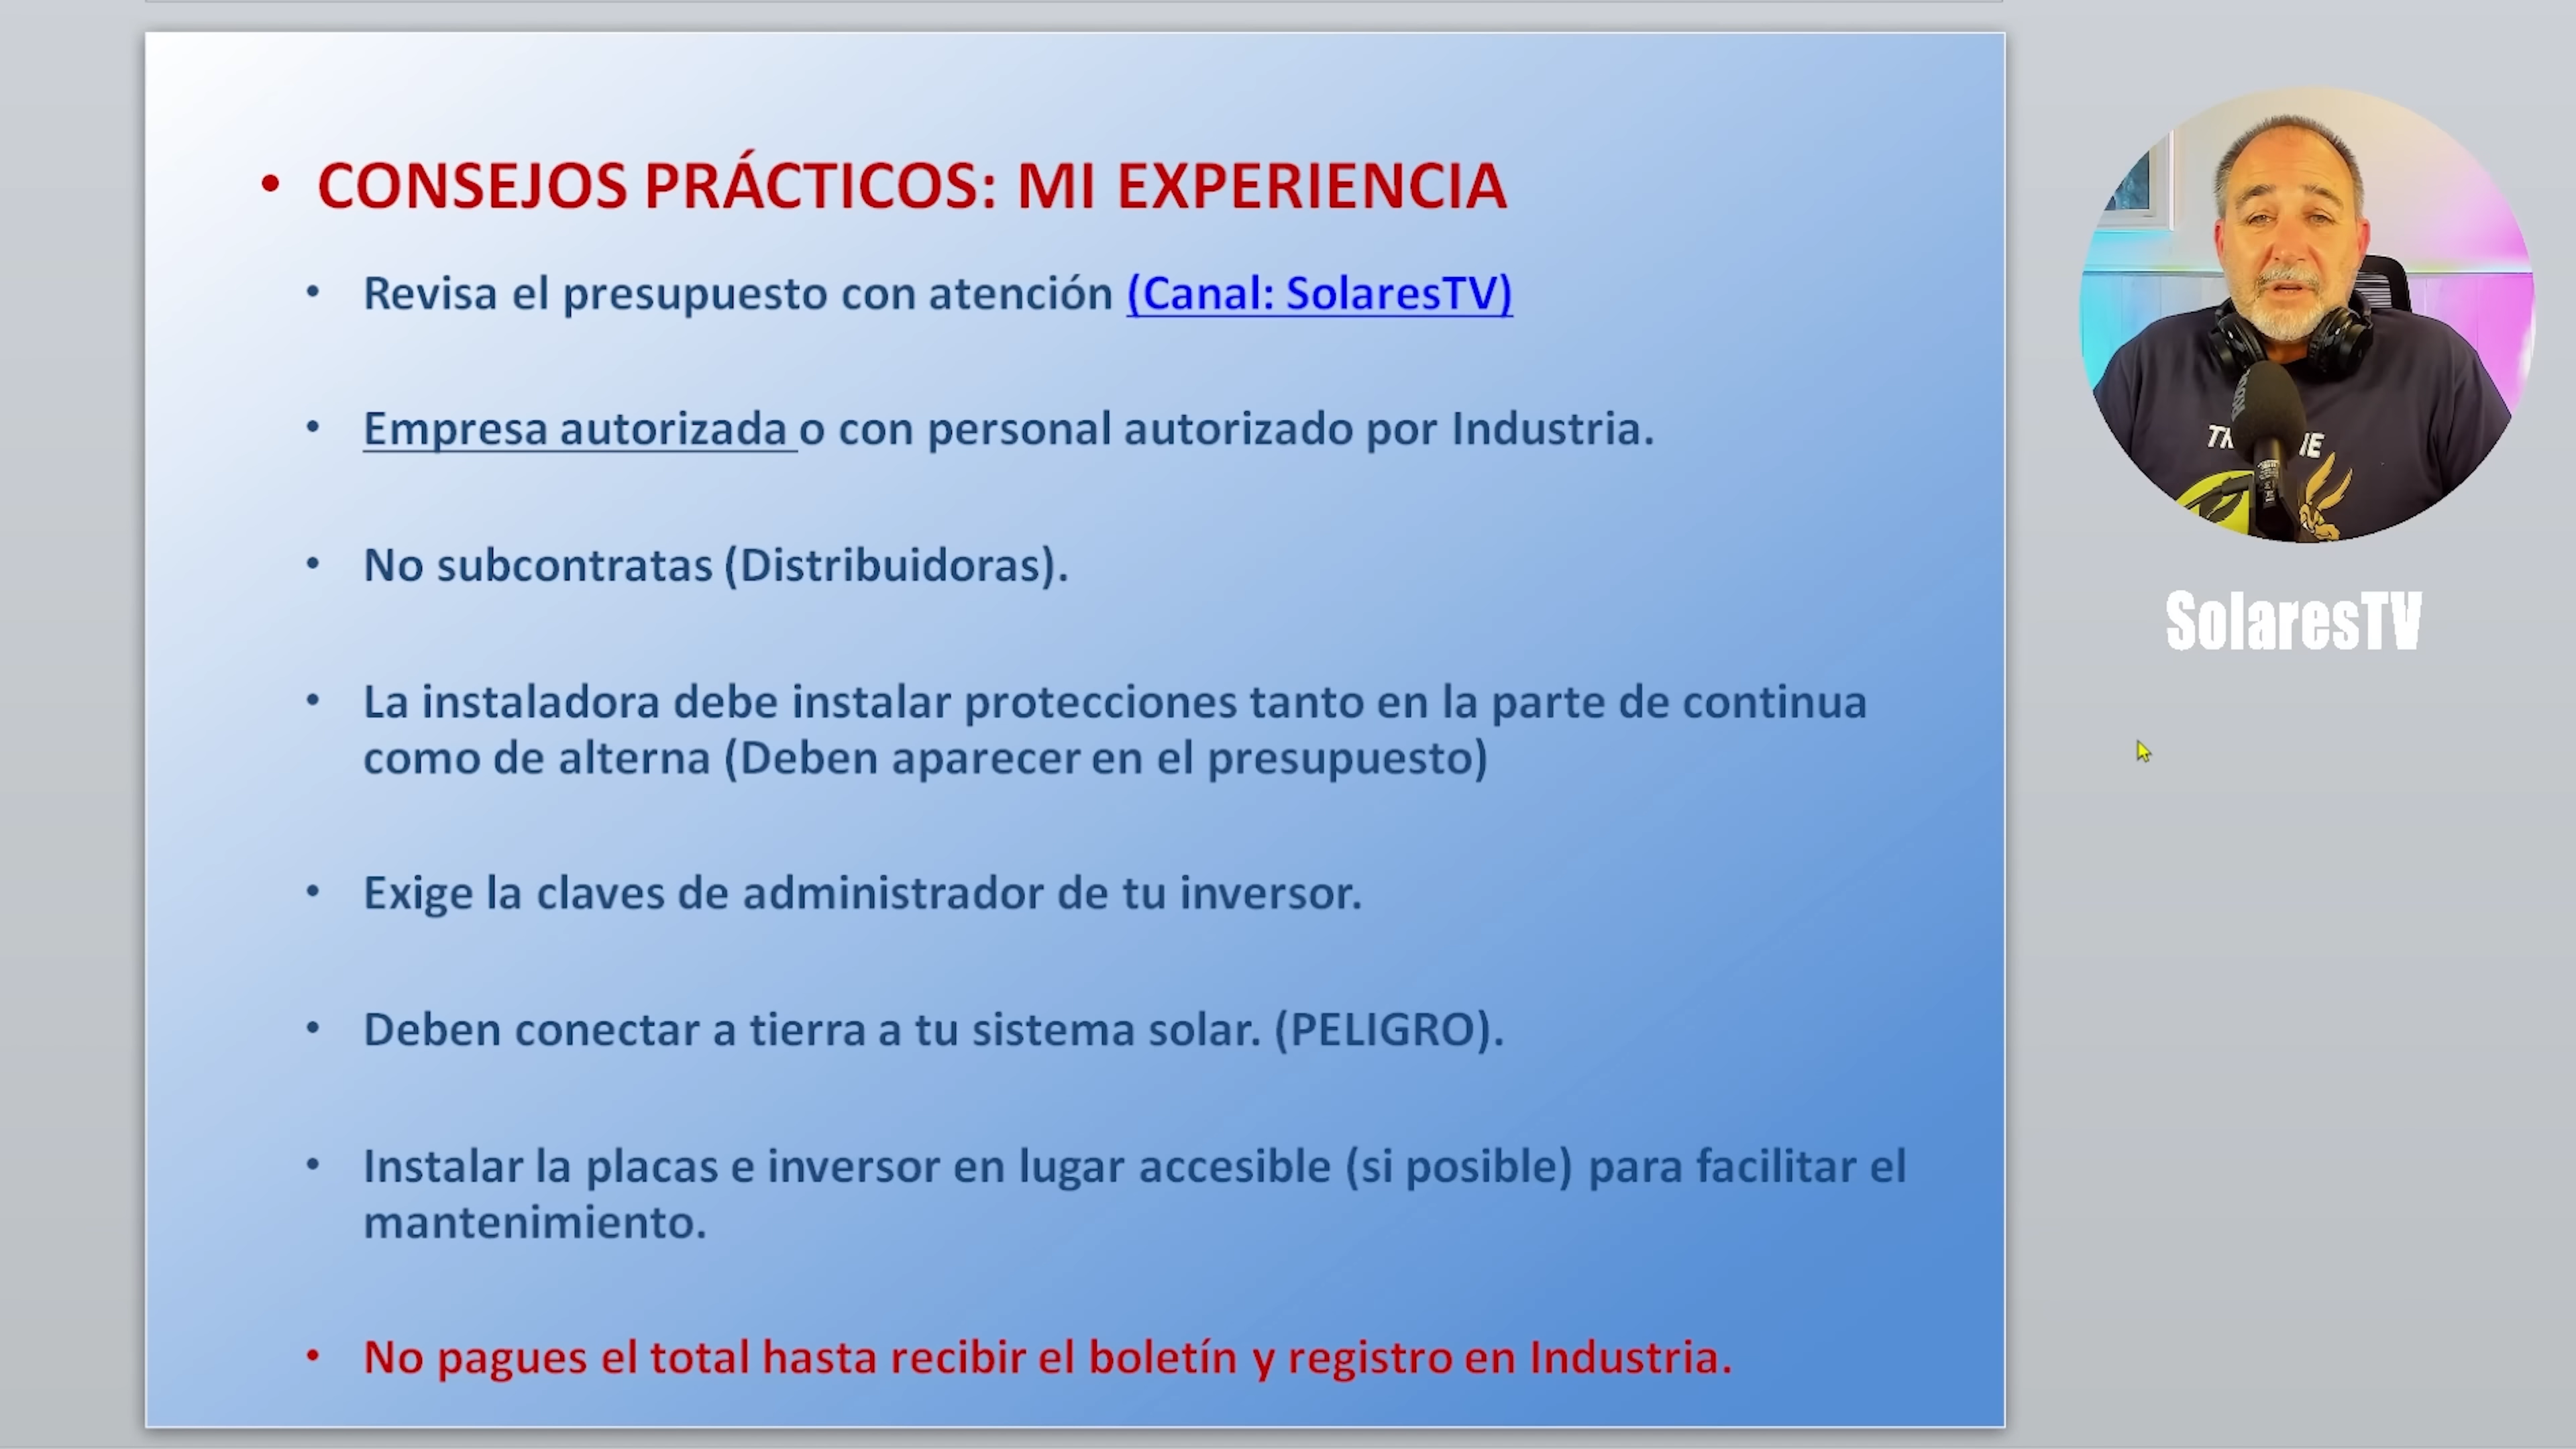 • CONSEJOS PRÁCTICOS: MI EXPERIENCIA
• Revisa el presupuesto con atención (Canal: SolaresTV)
• Empresa autorizada o con personal autorizado por Industria.
• No subcontratas (Distribuidoras).
• La instaladora debe instalar protecciones tanto en la parte de continua
como de alterna (Deben aparecer en el presupuesto)
• Exige la claves de administrador de tu inversor.
• Deben conectar a tierra a tu sistema solar. (PELIGRO).
• Instalar la placas e inversor en lugar accesible (si posible) para facilitar el
mantenimiento.
• No pagues el total hasta recibir el boletín y registro en Industria.
SolaresTV